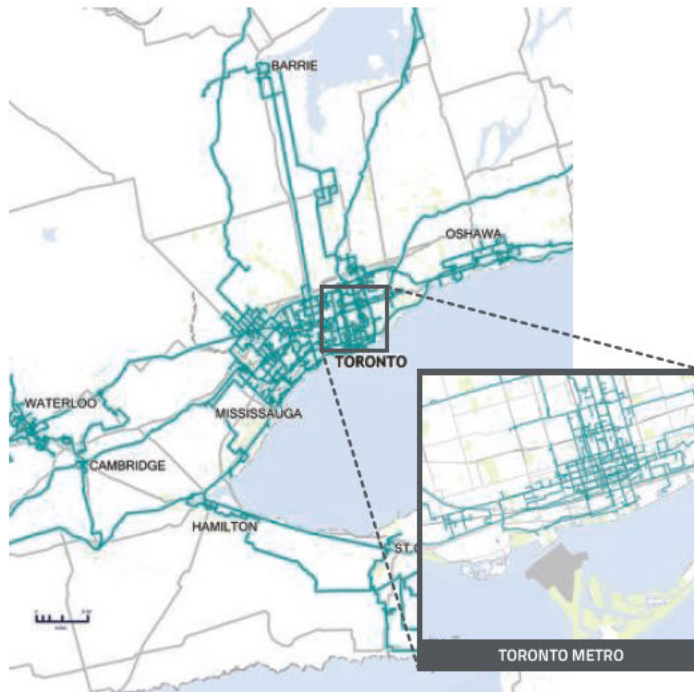 BARRIE
OSHAWA
TORONTO
WATERLOO
MISSISSAUGA
CAMBRIDGE
HAMILTON
TORONTO METRO